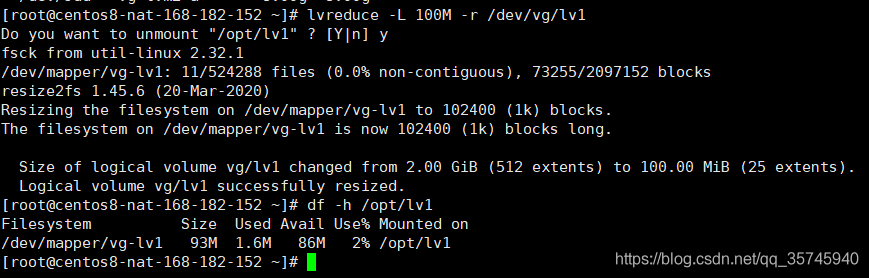 [root@centos8-nat-168-182-152 ~]# lvreduce -L 100M -r /dev/vg/lv1
Do you want to unmount "/opt/lv1" ? [Y|n] y
fsck from util-linux 2.32.1
/dev/mapper/vg-lv1: 11/524288 files (0.0% non-contiguous), 73255/2097152 blocks
resize2fs 1.45.6 (20-Mar-2020)
Resizing the filesystem on /dev/mapper/vg-lv1 to 102400 (1k) blocks.
The filesystem on /dev/mapper/vg-lv1 is now 102400 (1k) blocks long.

  Size of logical volume vg/lv1 changed from 2.00 GiB (512 extents) to 100.00 MiB (25 extents).
  Logical volume vg/lv1 successfully resized.
[root@centos8-nat-168-182-152 ~]# df -h /opt/lv1
Filesystem          Size  Used Avail Use% Mounted on
/dev/mapper/vg-lv1   93M  1.6M   86M   2% /opt/lv1
[root@centos8-nat-168-182-152 ~]#
https://blog.csdn.net/qq_35745940